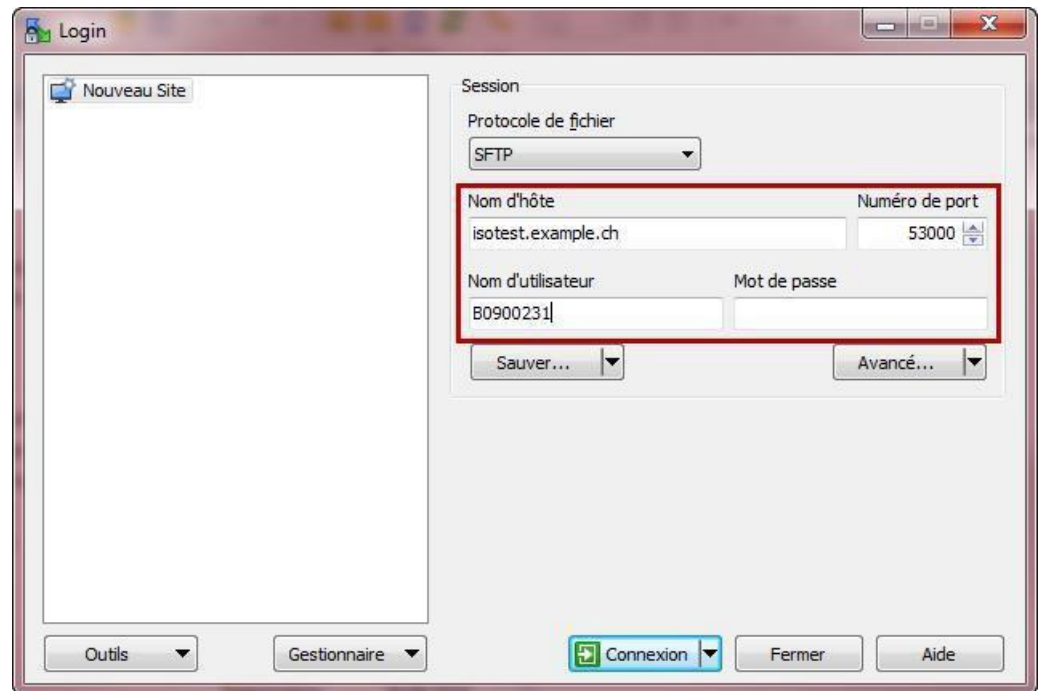 Login
Nouveau Site
Session
Protocole de fichier
SFTP
Nom d'hôte Numéro de port
isotest.example.ch 53000
Nom d'utilisateur Mot de passe
B0900231
Sauver... Avancé...
Outils Gestionnaire Connexion Fermer Aide